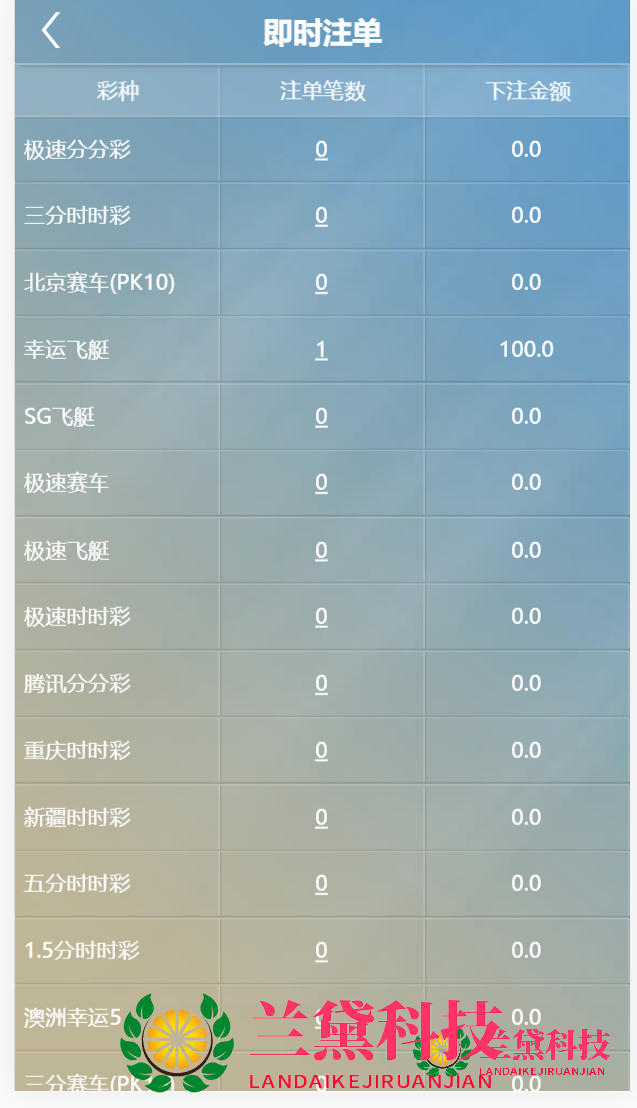 即时注单
彩种 注单笔数 下注金额
极速分分彩 0 0.0
三分时时彩 0 0.0
北京赛车(PK10) 0 0.0
幸运飞艇 1 100.0
SG飞艇 0 0.0
极速赛车 0 0.0
极速飞艇 0 0.0
极速时时彩 0 0.0
腾讯分分彩 0 0.0
重庆时时彩 0 0.0
新疆时时彩 0 0.0
五分时时彩 0 0.0
1.5分时时彩 0 0.0
澳洲幸运5 0.0
兰黛科技
兰黛科技
LANDAIKEJIRUANJIAN
LANDAIKEJIRUANJIAN
三分赛车(PK 0.0